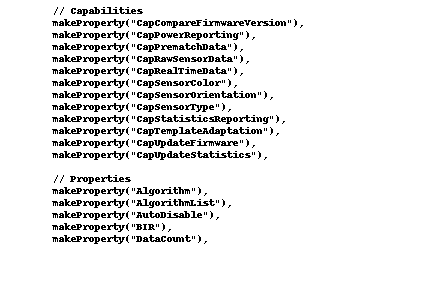 // Capabilities
makeProperty("CapCompareFirmwareVersion"),
makeProperty("CapPowerReporting"),
makeProperty("CapPrematchData"),
makeProperty("CapRawSensorData"),
makeProperty("CapRealTimeData"),
makeProperty("CapSensorColor"),
makeProperty("CapSensorOrientation"),
makeProperty("CapSensorType"),
makeProperty("CapStatisticsReporting"),
makeProperty("CapTemplateAdaptation"),
makeProperty("CapUpdateFirmware"),
makeProperty("CapUpdateStatistics"),
// Properties
makeProperty("Algorithm"),
makeProperty("AlgorithmList"),
makeProperty("AutoDisable"),
makeProperty("BIR"),
makeProperty("DataCount"),